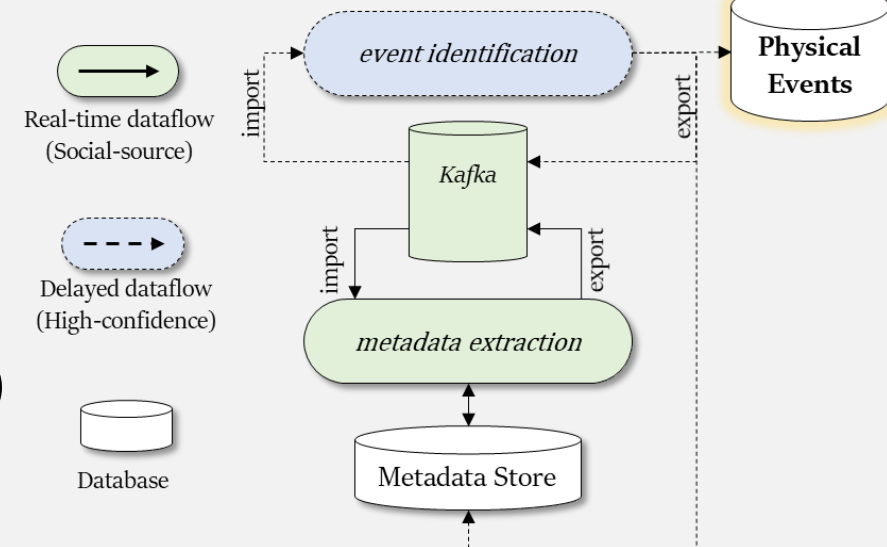 event identification
Physical
Events
import
export
Real-time dataflow
(Social-source)
Kafka
import
export
Delayed dataflow
(High-confidence)
metadata extraction
Database
Metadata Store